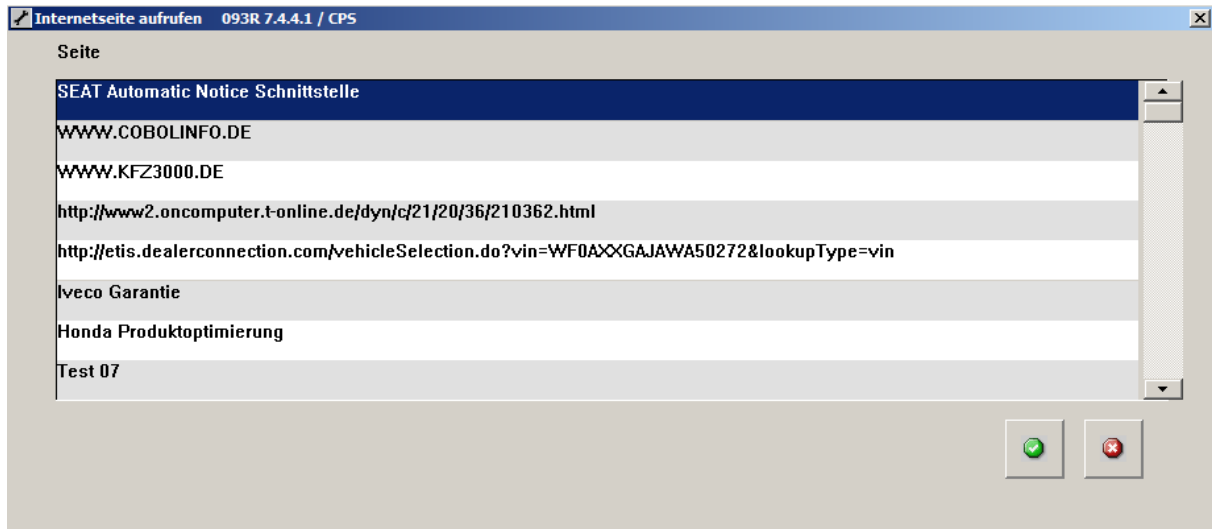 Internetseite aufrufen 093R 7.4.4.1 / CPS
Seite
SEAT Automatic Notice Schnittstelle
WWW.COBOLINFO.DE
WWW.KFZ3000.DE
http://www2.oncomputer.t-online.de/dyn/c/21/20/36/210362.html
http://etis.dealerconnection.com/vehicleSelection.do?vin=WF0AXXGAJAWA50272&lookupType=vin
Iveco Garantie
Honda Produktoptimierung
Test 07